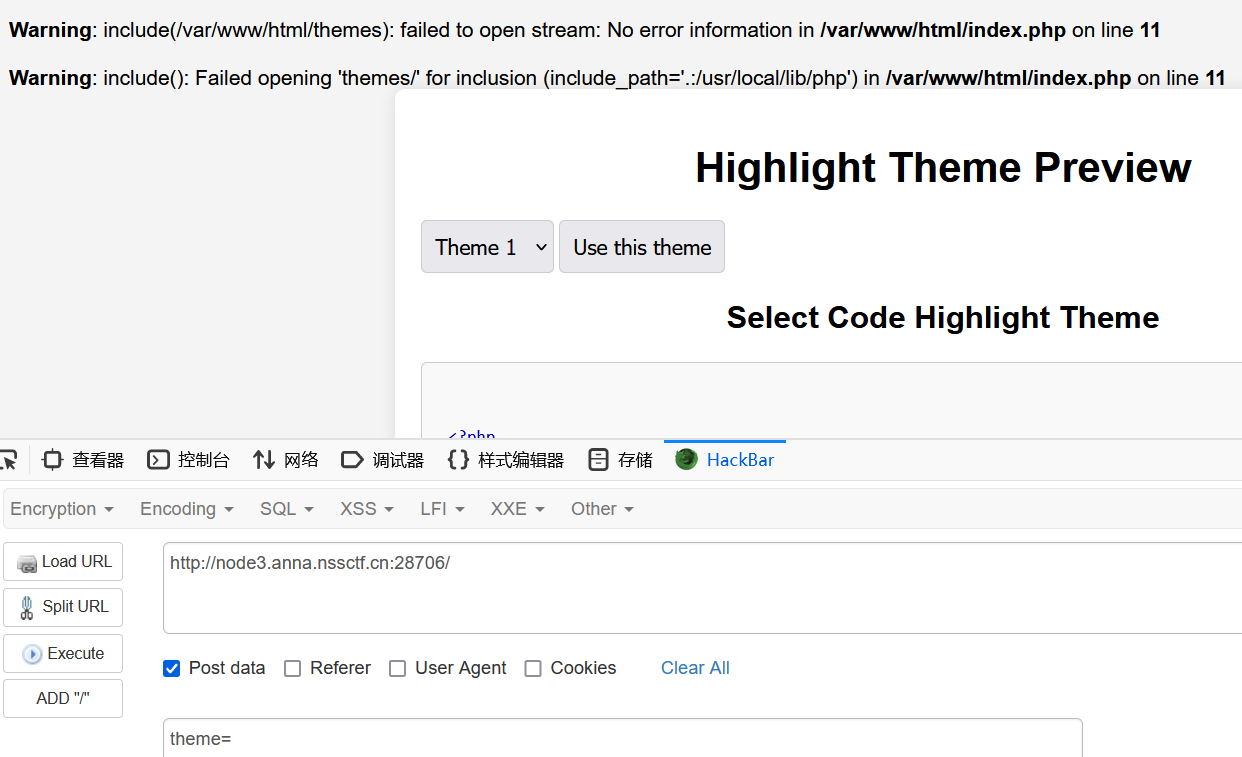 Warning: include(/var/www/html/themes): failed to open stream: No error information in /var/www/html/index.php on line 11
Warning: include(): Failed opening 'themes/' for inclusion (include_path='.:/usr/local/lib/php') in /var/www/html/index.php on line 11
Highlight Theme Preview
Theme 1 Use this theme
Select Code Highlight Theme
<?php
查看器 控制台 网络 调试器 样式编辑器 存储 HackBar
Encryption Encoding SQL XSS LFI XXE Other
Load URL http://node3.anna.nssctf.cn:28706/
Split URL
Execute
Post data Referer User Agent Cookies Clear All
ADD "/"
theme=